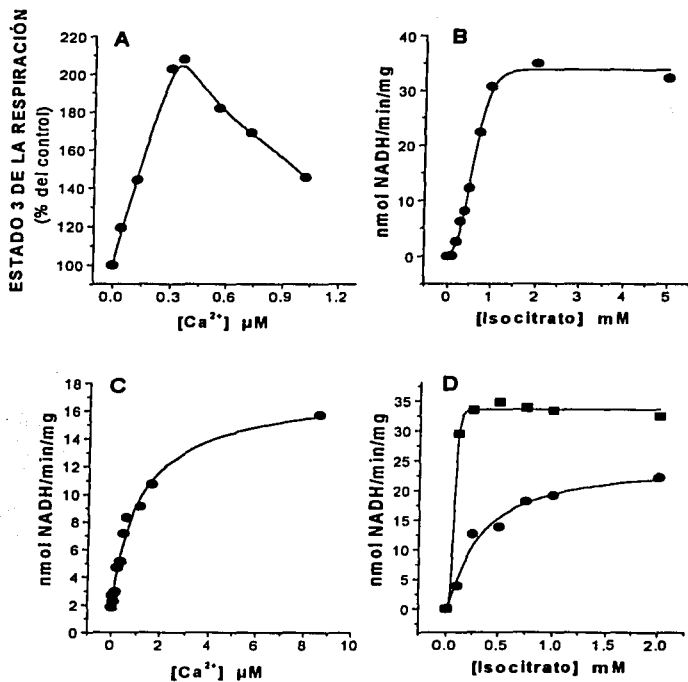 A
ESTADO 3 DE LA RESPIRACIÓN
(% del control)
220
200
180
160
140
120
100
0.0 0.3 0.6 0.9 1.2
[Ca²⁺] µM
B
nmol NADH/min/mg
40
35
30
25
20
15
10
5
0
0 1 2 3 4 5
[Isocitrato] mM
C
nmol NADH/min/mg
18
16
14
12
10
8
6
4
2
0
0 2 4 6 8 10
[Ca²⁺] µM
D
nmol NADH/min/mg
35
30
25
20
15
10
5
0
0.0 0.5 1.0 1.5 2.0
[Isocitrato] mM